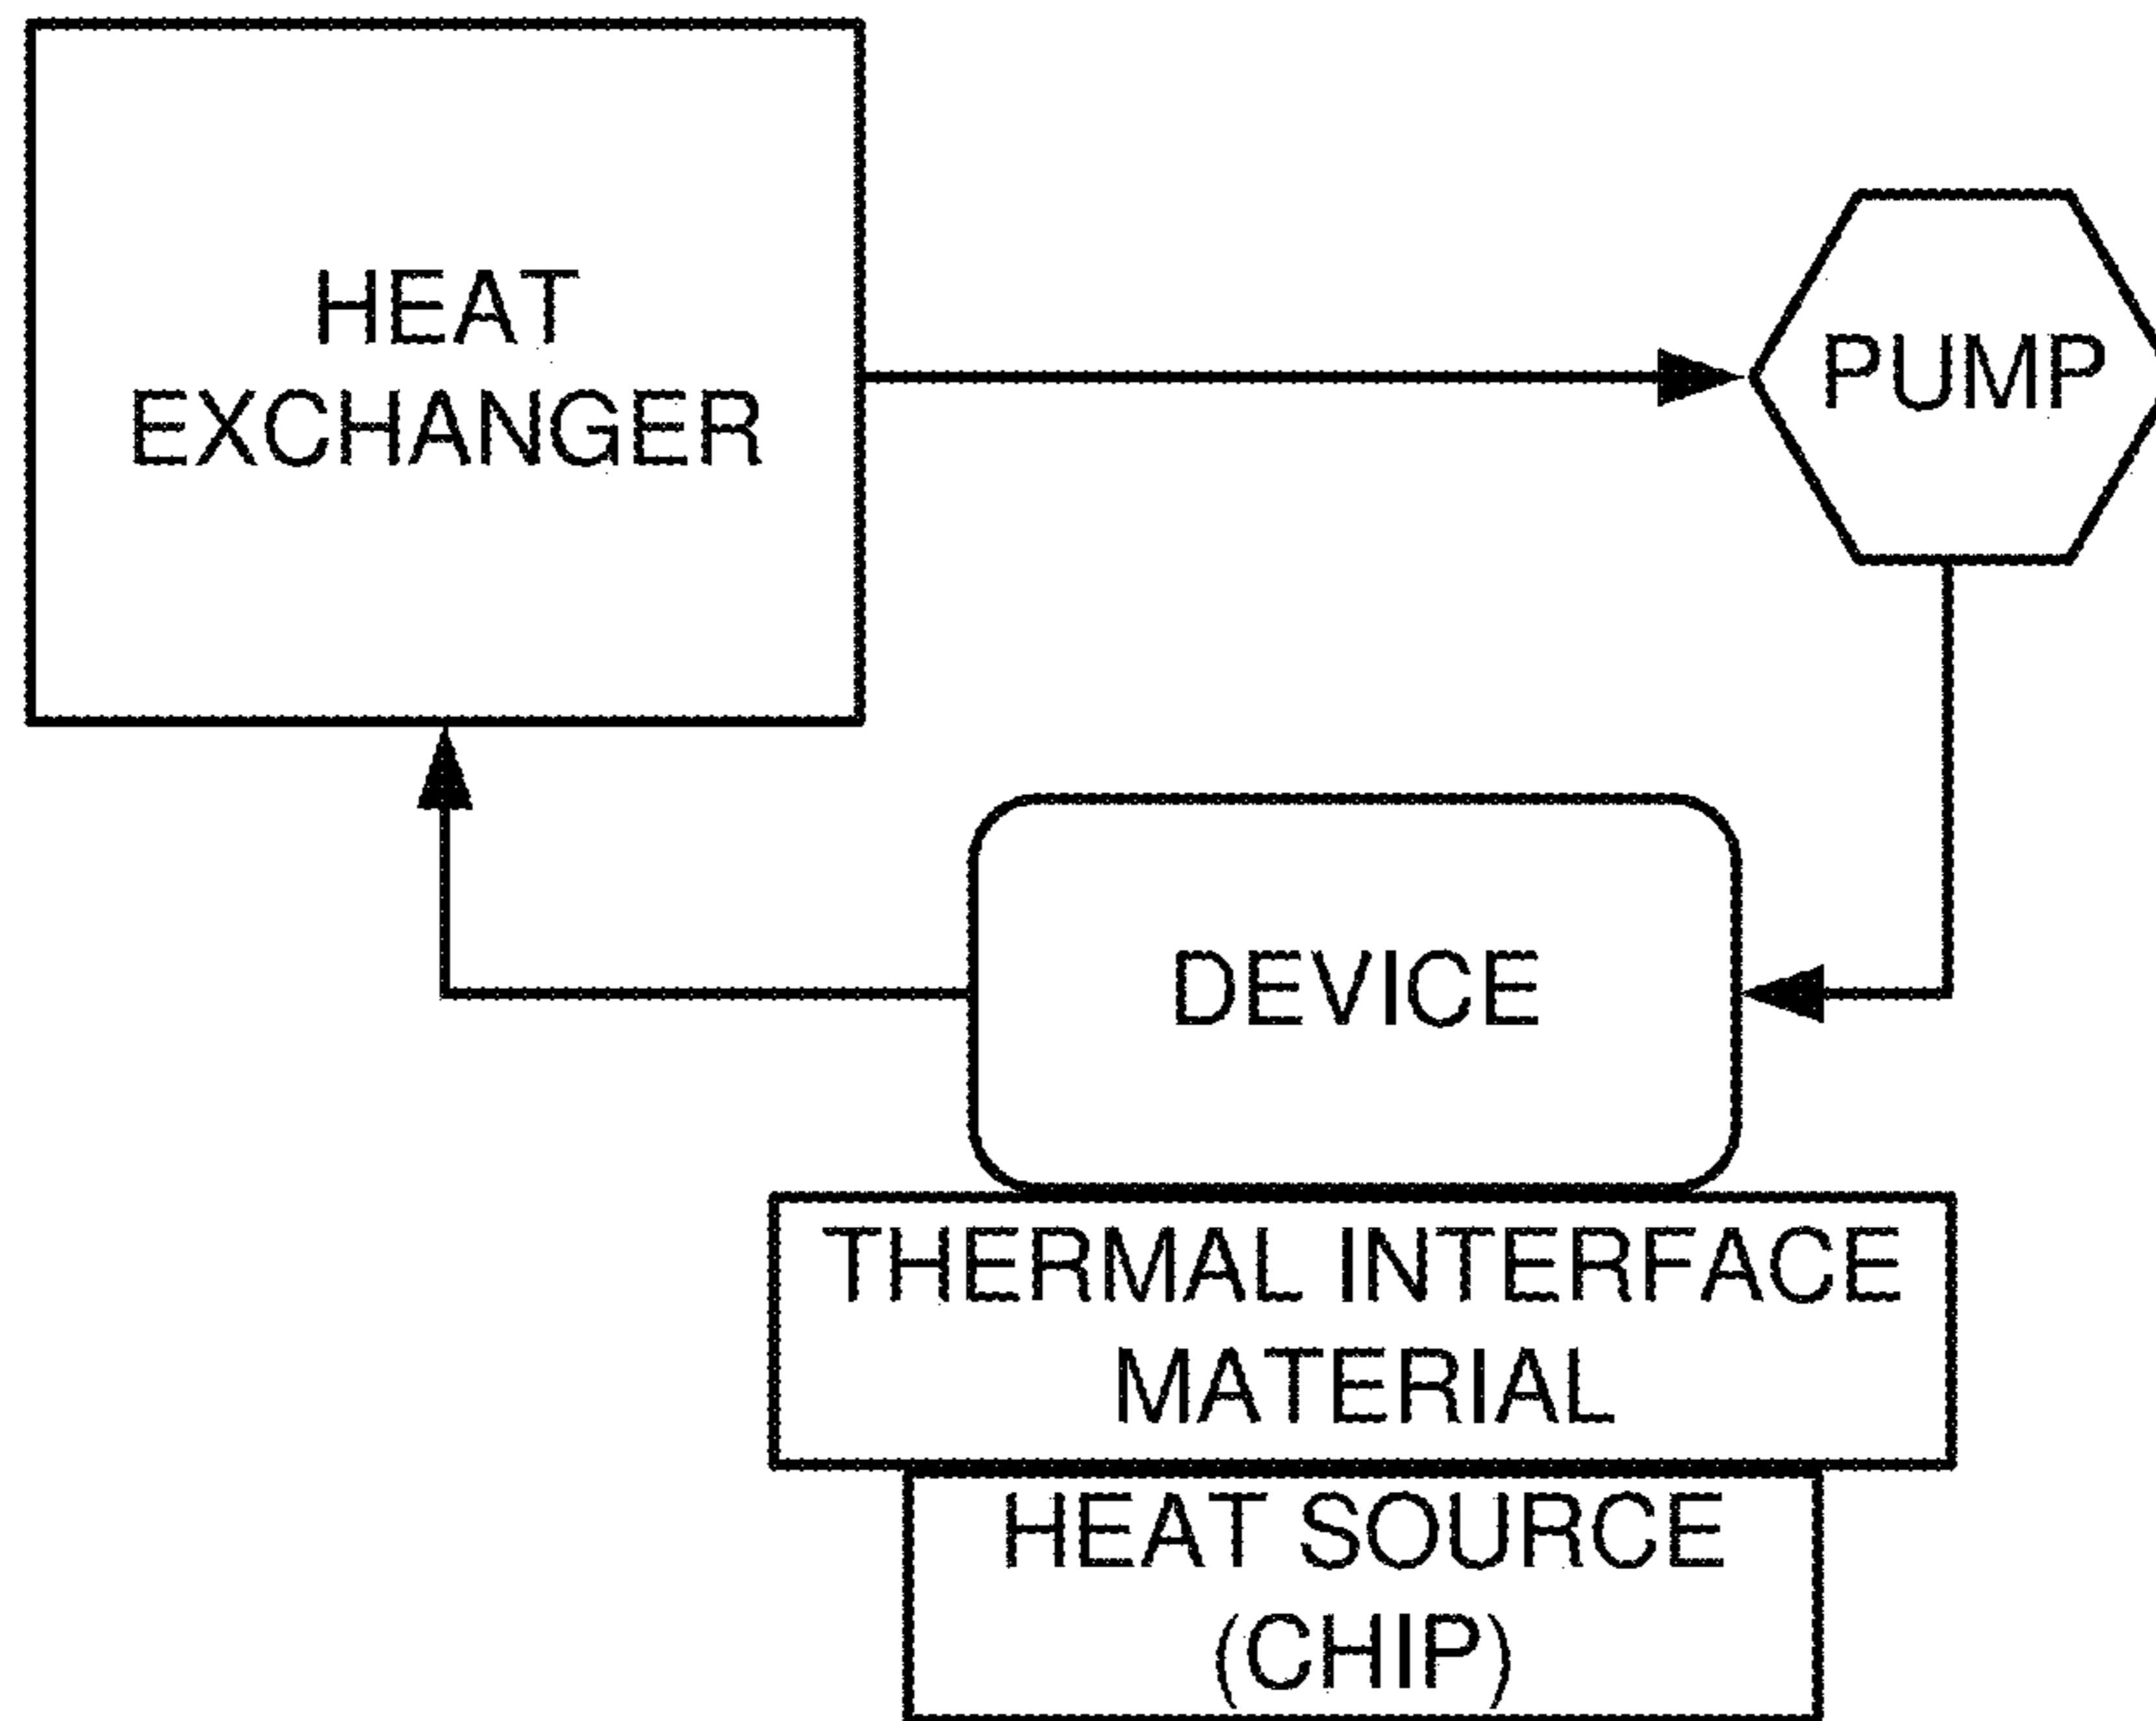 HEAT
EXCHANGER
PUMP
DEVICE
THERMAL INTERFACE
MATERIAL
HEAT SOURCE
(CHIP)